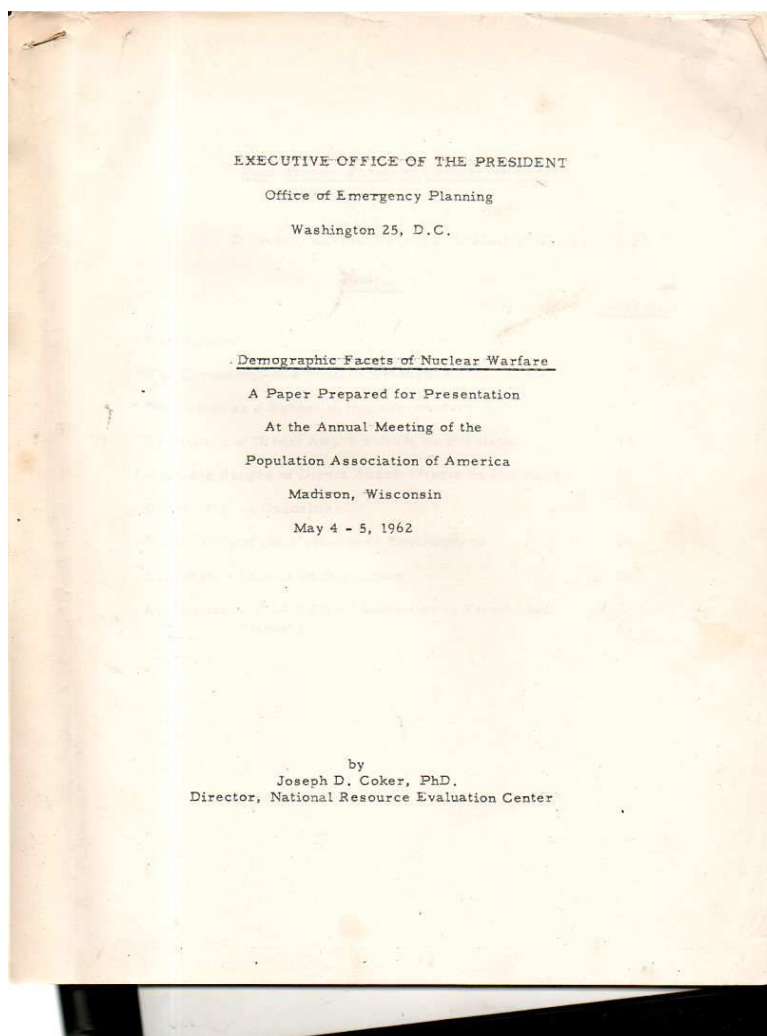 EXECUTIVE OFFICE OF THE PRESIDENT
Office of Emergency Planning
Washington 25, D.C.
Demographic Facets of Nuclear Warfare
A Paper Prepared for Presentation
At the Annual Meeting of the
Population Association of America
Madison, Wisconsin
May 4 - 5, 1962
by
Joseph D. Coker, PhD.
Director, National Resource Evaluation Center